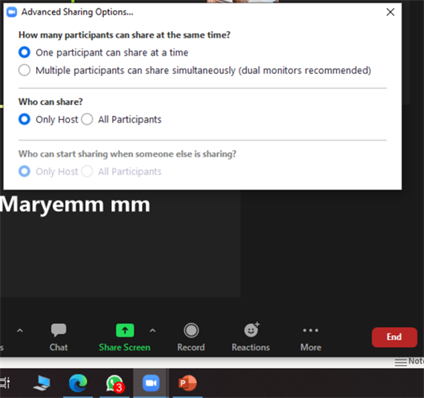 Advanced Sharing Options...
How many participants can share at the same time?
One participant can share at a time
Multiple participants can share simultaneously (dual monitors recommended)
Who can share?
Only Host All Participants
Who can start sharing when someone else is sharing?
Only Host All Participants
Maryemm mm
s Chat Share Screen Record Reactions More End
Note
3